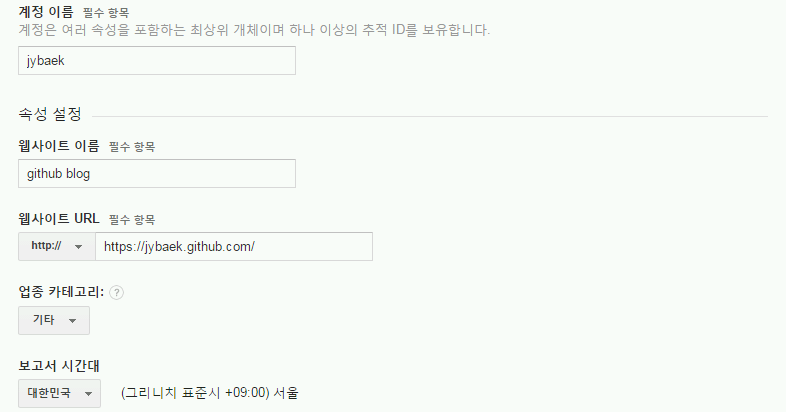 계정 이름 필수 항목
계정은 여러 속성을 포함하는 최상위 개체이며 하나 이상의 추적 ID를 보유합니다.
jybaek
속성 설정
웹사이트 이름 필수 항목
github blog
웹사이트 URL 필수 항목
http:// https://jybaek.github.com/
업종 카테고리: ?
기타
보고서 시간대
대한민국 (그리니치 표준시 +09:00) 서울